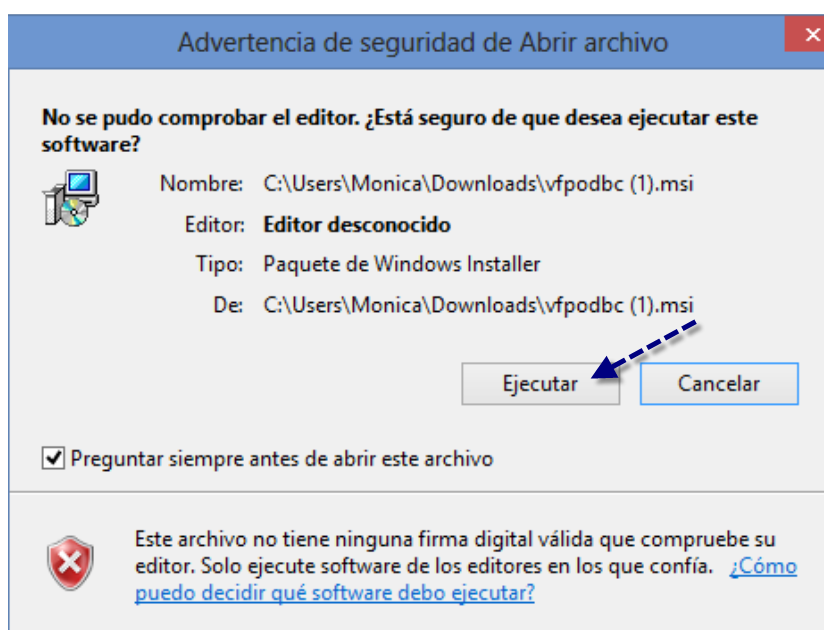 Advertencia de seguridad de Abrir archivo
No se pudo comprobar el editor. ¿Está seguro de que desea ejecutar este
software?
Nombre: C:\Users\Monica\Downloads\vfpodbc (1).msi
Editor: Editor desconocido
Tipo: Paquete de Windows Installer
De: C:\Users\Monica\Downloads\vfpodbc (1).msi
Ejecutar Cancelar
Preguntar siempre antes de abrir este archivo
Este archivo no tiene ninguna firma digital válida que compruebe su
editor. Solo ejecute software de los editores en los que confía. ¿Cómo
puedo decidir qué software debo ejecutar?